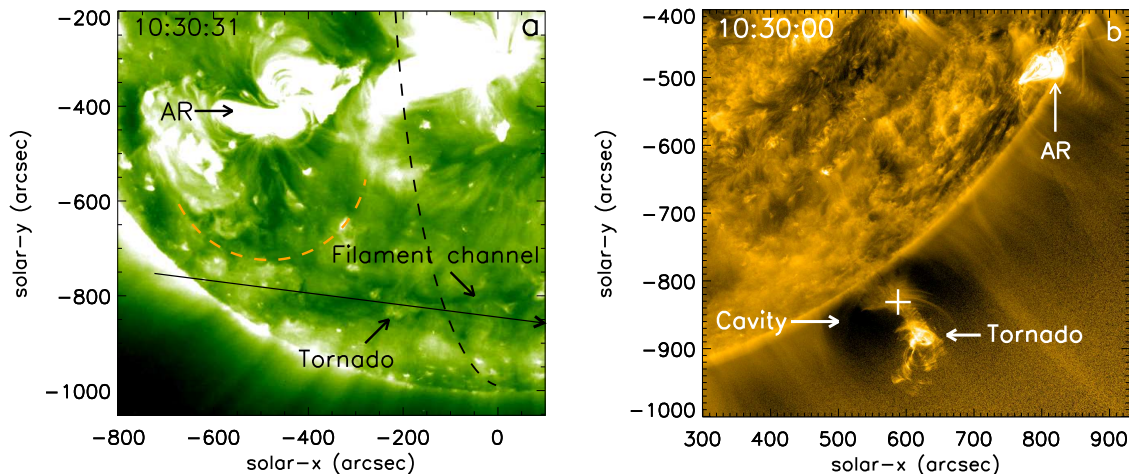 10:30:31
a
AR
Filament channel
Tornado
-200
-400
-600
-800
-1000
solar-y (arcsec)
-800
-600
-400
-200
0
solar-x (arcsec)
10:30:00
b
AR
Cavity
Tornado
-400
-500
-600
-700
-800
-900
-1000
solar-y (arcsec)
300
400
500
600
700
800
900
solar-x (arcsec)